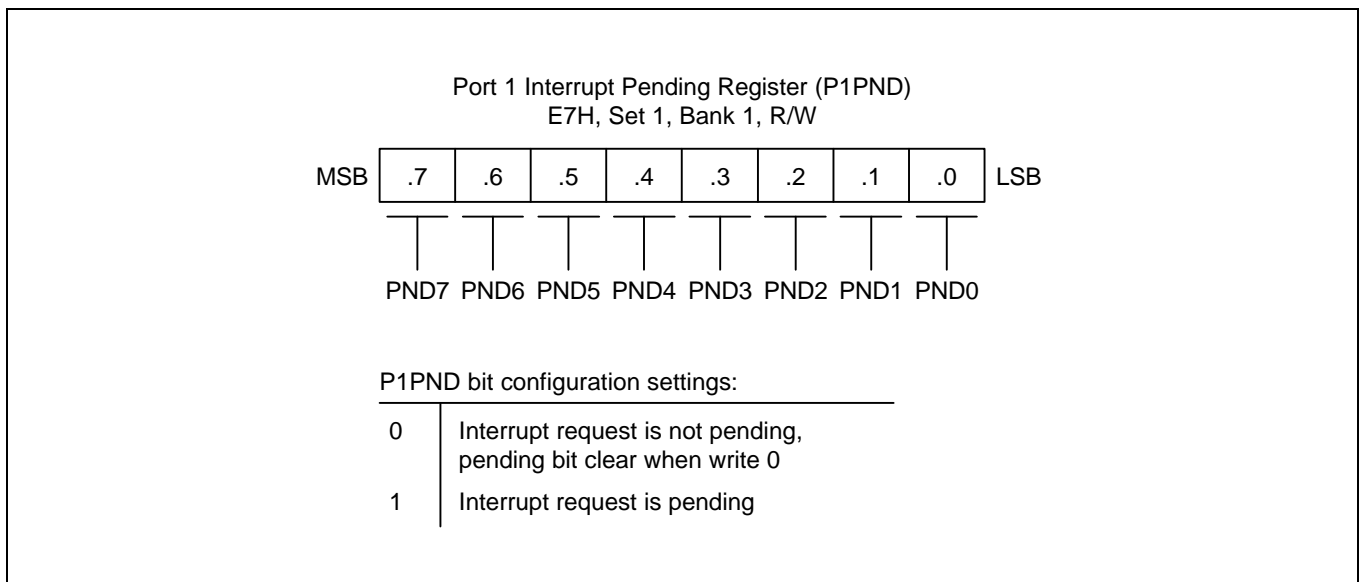 Port 1 Interrupt Pending Register (P1PND)
E7H, Set 1, Bank 1, R/W
MSB .7 .6 .5 .4 .3 .2 .1 .0 LSB
PND7 PND6 PND5 PND4 PND3 PND2 PND1 PND0
P1PND bit configuration settings:
0 Interrupt request is not pending,
pending bit clear when write 0
1 Interrupt request is pending